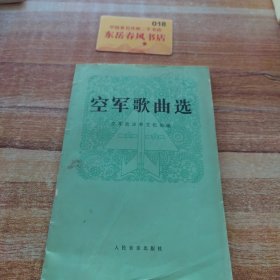 018
东岳春风书店
空军歌曲选
空军政治部文化部编
人民音乐出版社